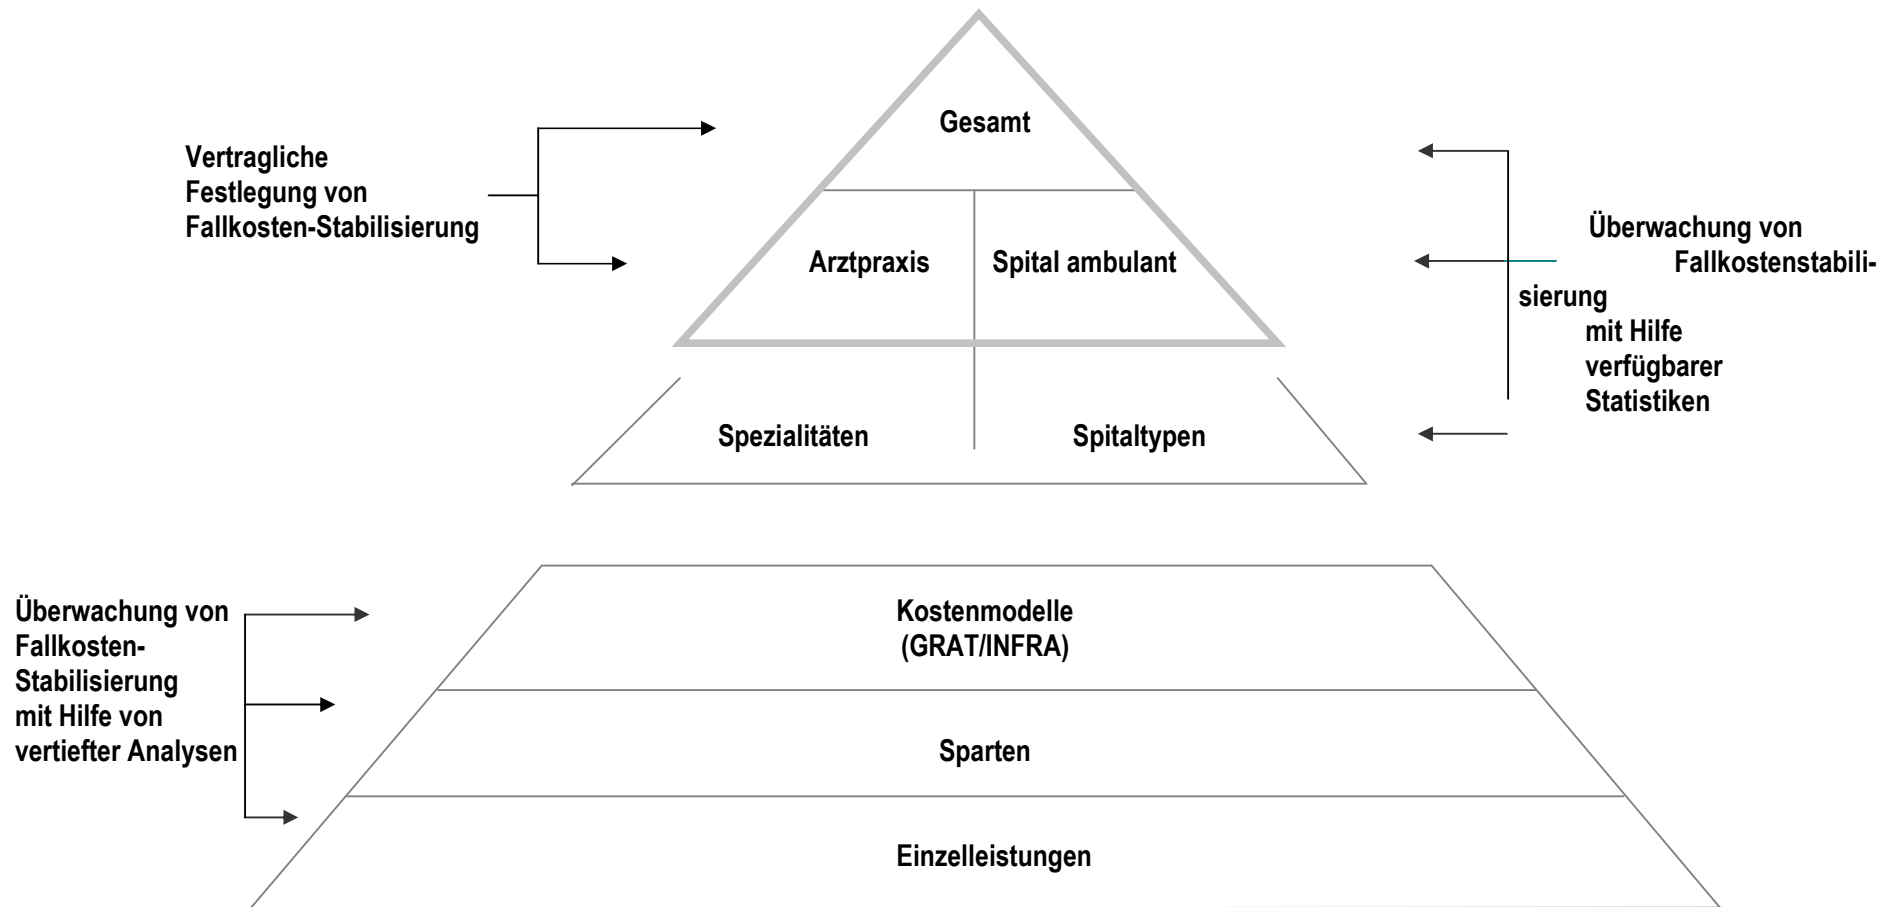 Gesamt
Vertragliche
Festlegung von
Fallkosten-Stabilisierung
Arztpraxis
Spital ambulant
Überwachung von
Fallkostenstabili-
sierung
mit Hilfe
verfügbarer
Statistiken
Spezialitäten
Spitaltypen
Überwachung von
Fallkosten-
Stabilisierung
mit Hilfe von
vertiefter Analysen
Kostenmodelle
(GRAT/INFRA)
Sparten
Einzelleistungen